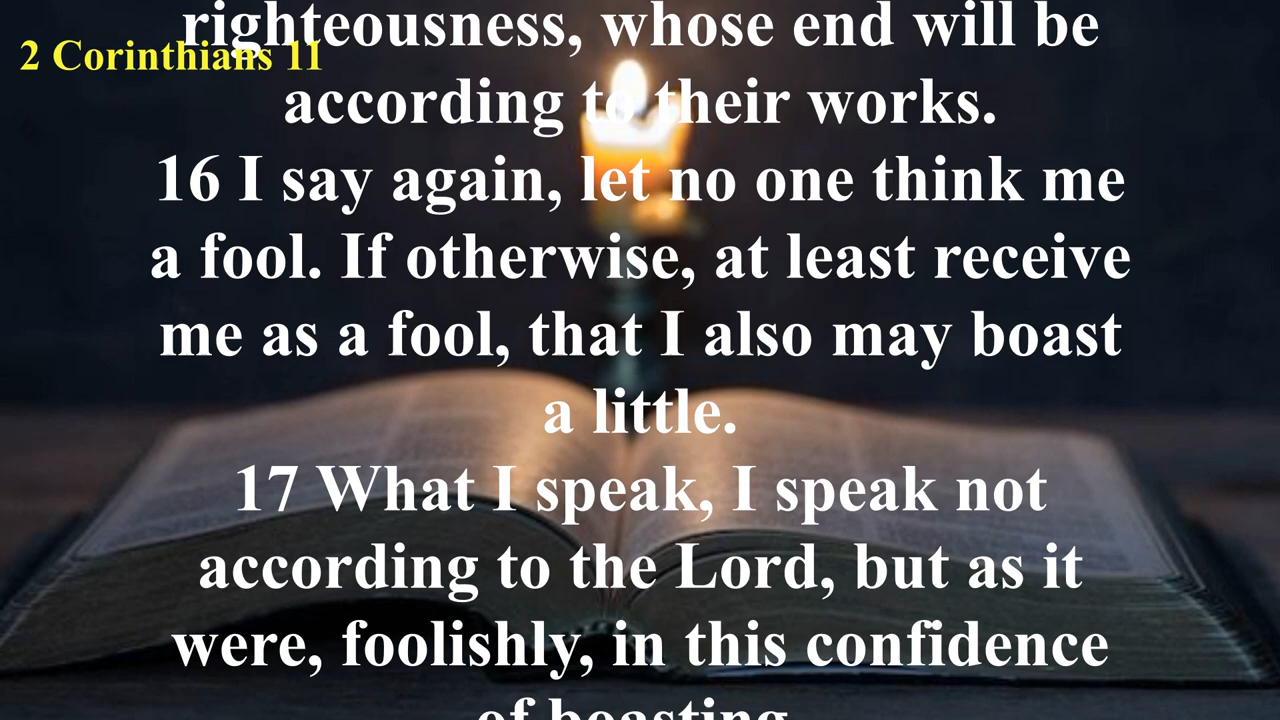 2 Corinthians 11
righteousness, whose end will be
according to their works.
16 I say again, let no one think me
a fool. If otherwise, at least receive
me as a fool, that I also may boast
a little.
17 What I speak, I speak not
according to the Lord, but as it
were, foolishly, in this confidence
of boasting.